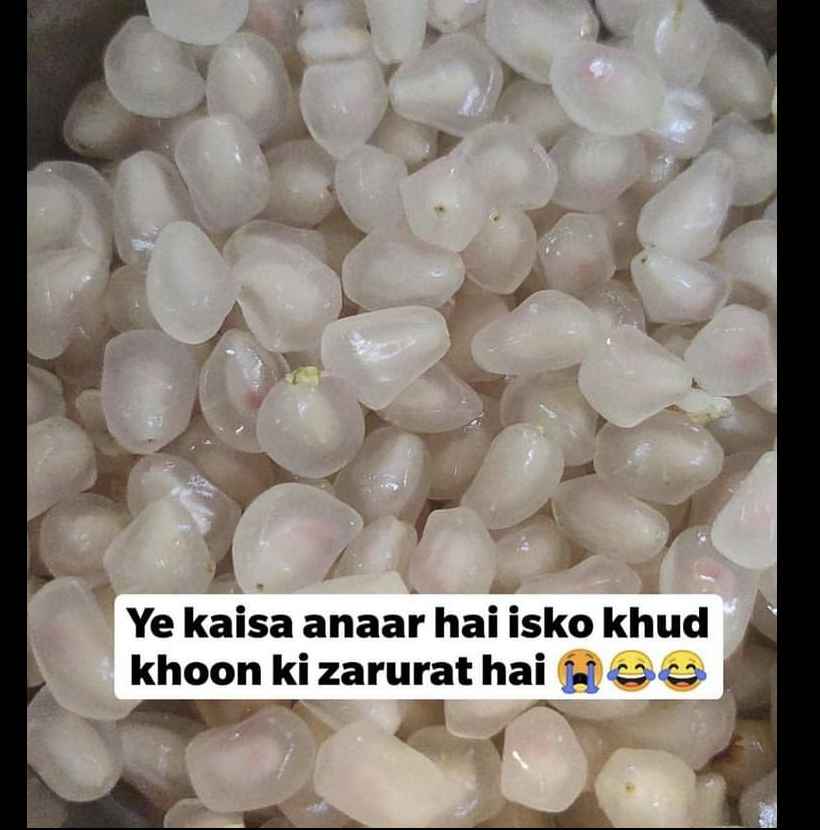 Ye kaisa anaar hai isko khud
khoon ki zarurat hai 😭😂😂